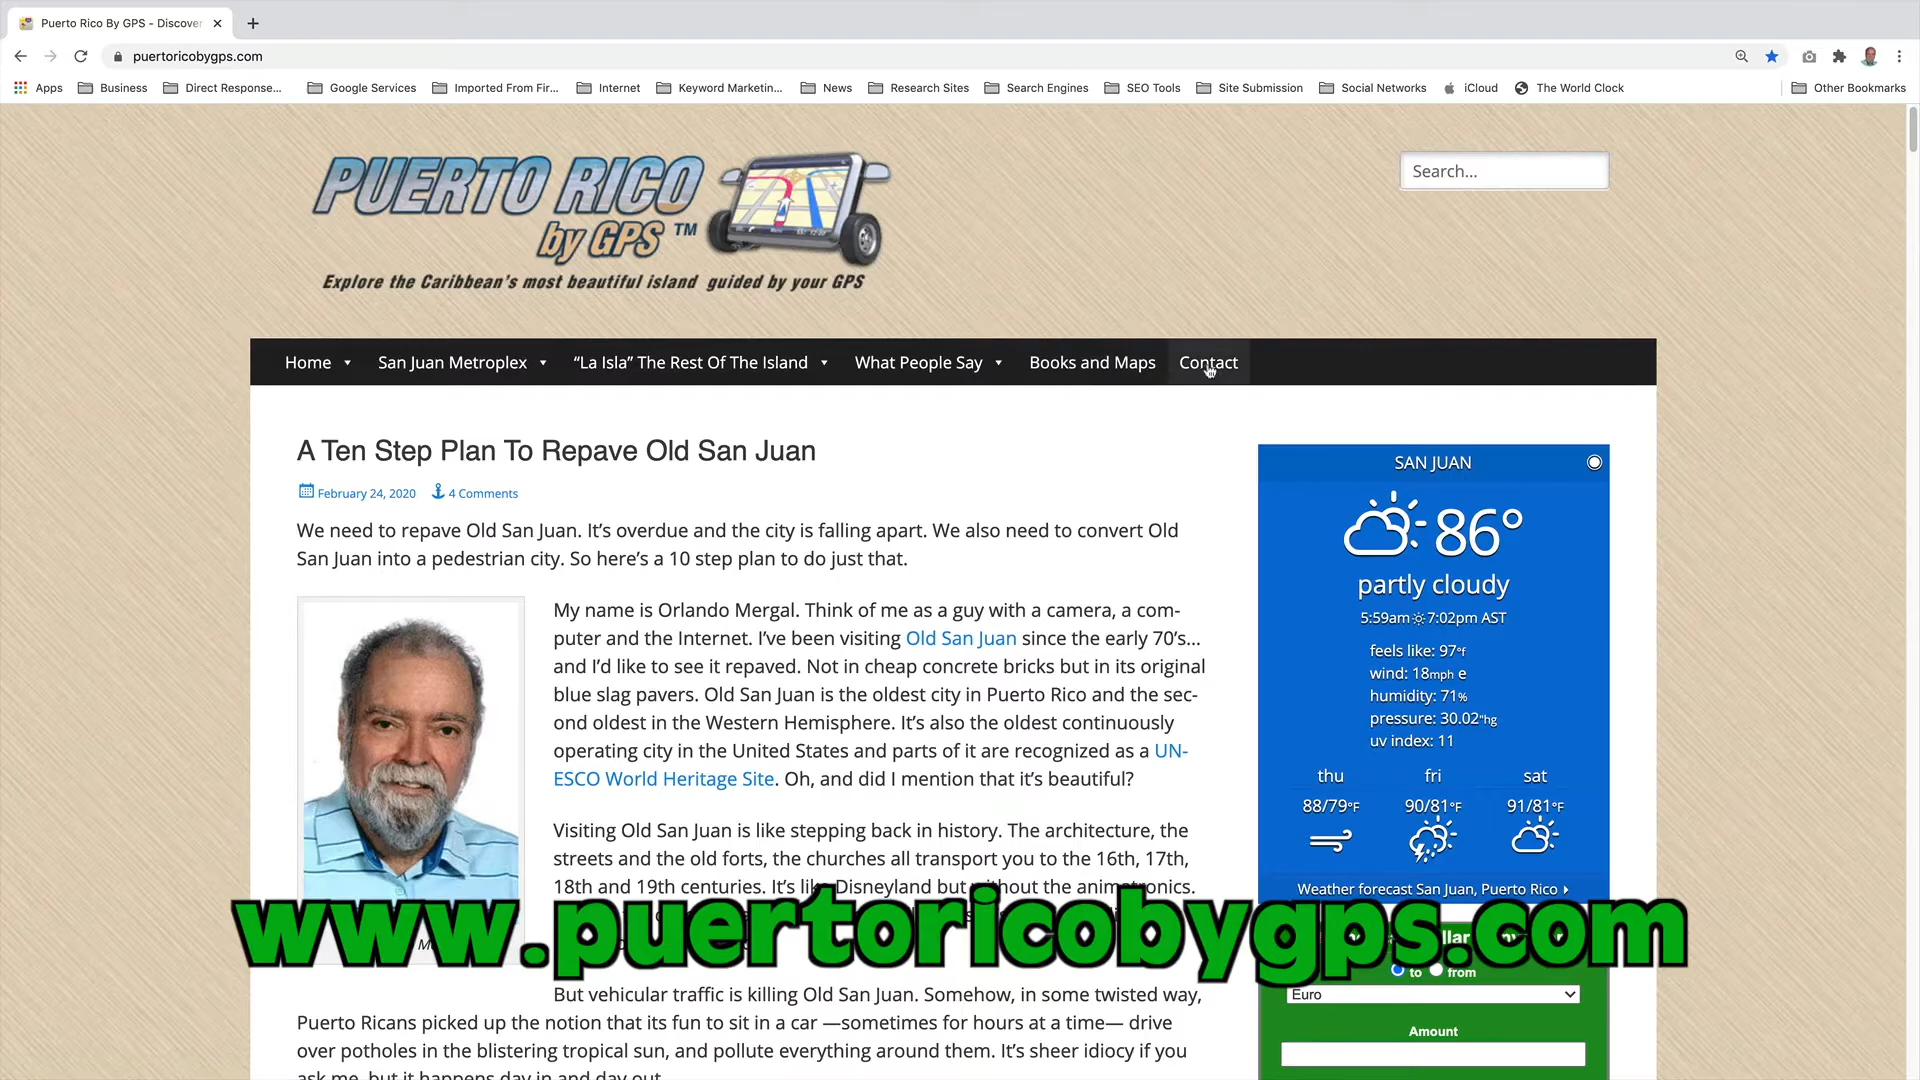 Puerto Rico By GPS - Discover
puertoricobygps.com
Apps Business Direct Response... Google Services Imported From Fir... Internet Keyword Marketin... News Research Sites Search Engines SEO Tools Site Submission Social Networks iCloud The World Clock Other Bookmarks
PUERTO RICO
by GPS ™
Explore the Caribbean's most beautiful island guided by your GPS
Search...
Home San Juan Metroplex “La Isla” The Rest Of The Island What People Say Books and Maps Contact
A Ten Step Plan To Repave Old San Juan
February 24, 2020 4 Comments
We need to repave Old San Juan. It’s overdue and the city is falling apart. We also need to convert Old
San Juan into a pedestrian city. So here’s a 10 step plan to do just that.
My name is Orlando Mergal. Think of me as a guy with a camera, a com-
puter and the Internet. I’ve been visiting Old San Juan since the early 70’s...
and I’d like to see it repaved. Not in cheap concrete bricks but in its original
blue slag pavers. Old San Juan is the oldest city in Puerto Rico and the sec-
ond oldest in the Western Hemisphere. It’s also the oldest continuously
operating city in the United States and parts of it are recognized as a UN-
ESCO World Heritage Site. Oh, and did I mention that it’s beautiful?
Visiting Old San Juan is like stepping back in history. The architecture, the
streets and the old forts, the churches all transport you to the 16th, 17th,
18th and 19th centuries. It’s like Disneyland but without the animatronics.
www.puertoricobygps.com
But vehicular traffic is killing Old San Juan. Somehow, in some twisted way,
Puerto Ricans picked up the notion that its fun to sit in a car —sometimes for hours at a time— drive
over potholes in the blistering tropical sun, and pollute everything around them. It’s sheer idiocy if you
ask me, but it happens day in and day out.
SAN JUAN
86°
partly cloudy
5:59am 7:02pm AST
feels like: 97°f
wind: 18mph e
humidity: 71%
pressure: 30.02"hg
uv index: 11
thu fri sat
88/79°F 90/81°F 91/81°F
Weather forecast San Juan, Puerto Rico
to from
Euro
Amount